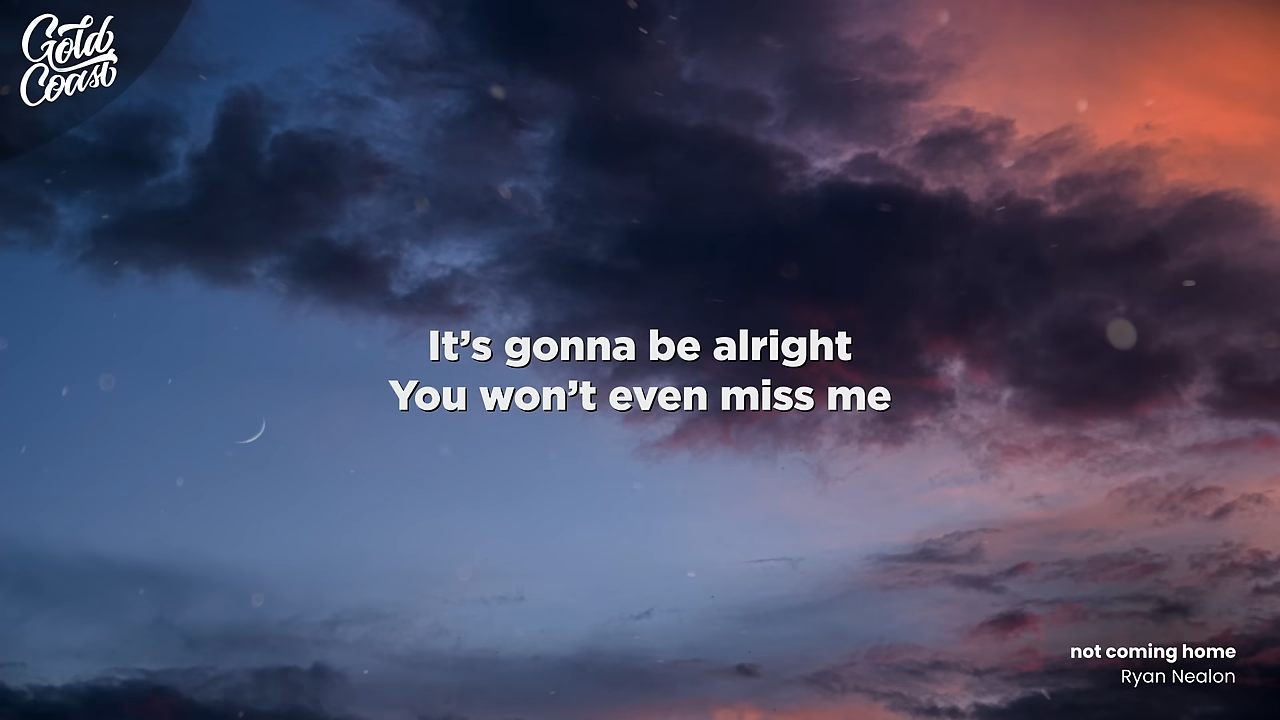 Gold
Coast
It’s gonna be alright
You won’t even miss me
not coming home
Ryan Nealon